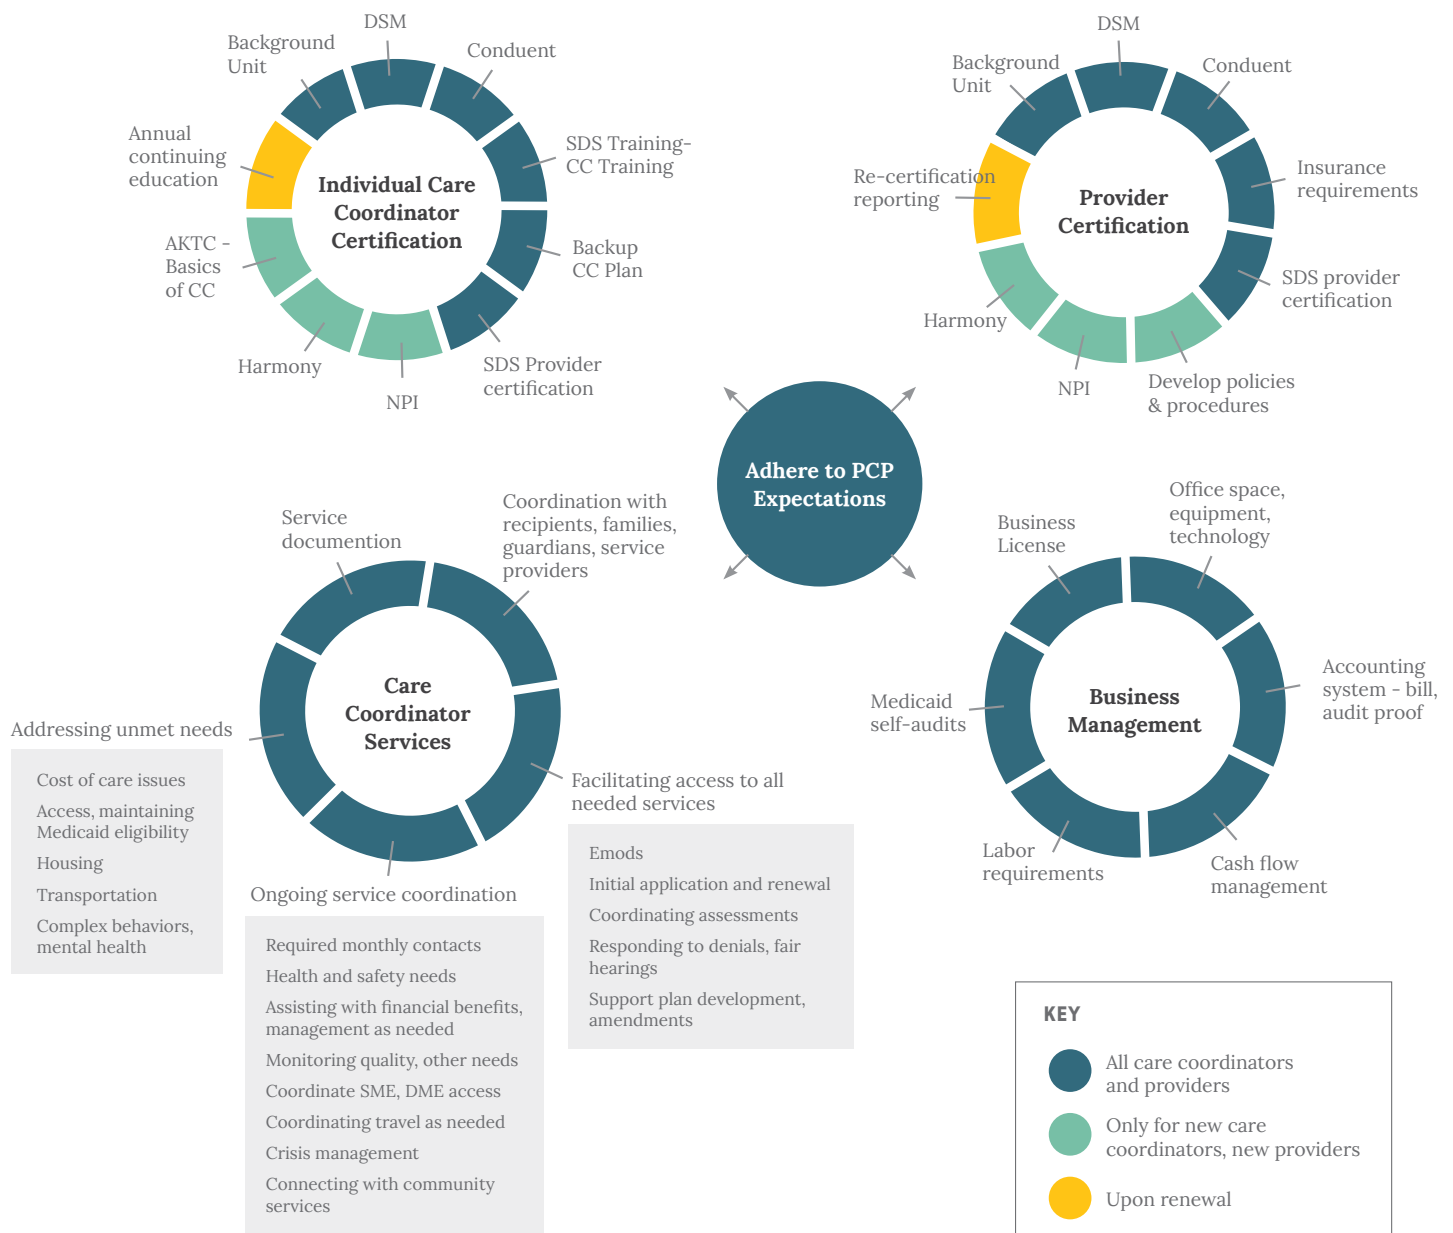 DSM
Background
Unit
Conduent
Annual
continuing
education
SDS Training-
CC Training
Individual Care
Coordinator
Certification
AKTC -
Basics
of CC
Backup
CC Plan
Harmony
NPI
SDS Provider
certification
DSM
Background
Unit
Conduent
Re-certification
reporting
Insurance
requirements
Provider
Certification
SDS provider
certification
Harmony
NPI
Develop policies
& procedures
Adhere to PCP
Expectations
Service
documention
Coordination with
recipients, families,
guardians, service
providers
Care
Coordinator
Services
Addressing unmet needs
Cost of care issues
Access, maintaining
Medicaid eligibility
Housing
Transportation
Complex behaviors,
mental health
Ongoing service coordination
Required monthly contacts
Health and safety needs
Assisting with financial benefits,
management as needed
Monitoring quality, other needs
Coordinate SME, DME access
Coordinating travel as needed
Crisis management
Connecting with community
services
Facilitating access to all
needed services
Emods
Initial application and renewal
Coordinating assessments
Responding to denials, fair
hearings
Support plan development,
amendments
Business
License
Office space,
equipment,
technology
Medicaid
self-audits
Business
Management
Accounting
system - bill,
audit proof
Labor
requirements
Cash flow
management
KEY
All care coordinators
and providers
Only for new care
coordinators, new providers
Upon renewal